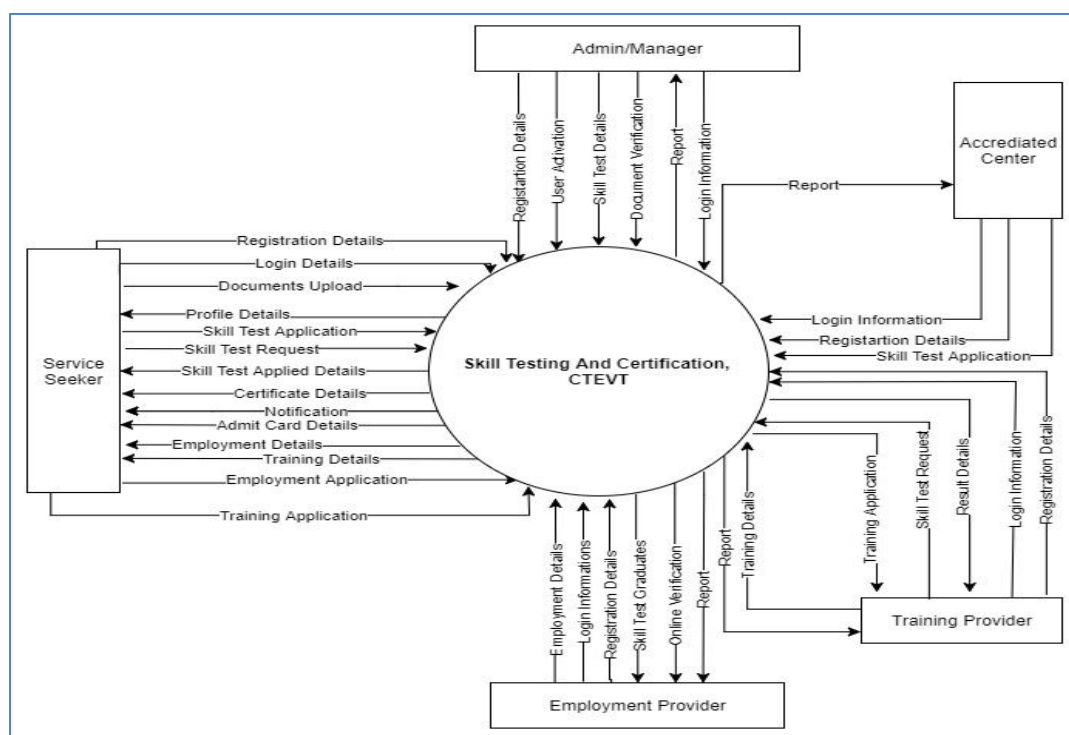 Admin/Manager
Registartion Details
User Activation
Skill Test Details
Document Verification
Report
Login Information
Accrediated
Center
Report
Login Information
Registartion Details
Skill Test Application
Service
Seeker
Registration Details
Login Details
Documents Upload
Profile Details
Skill Test Application
Skill Test Request
Skill Test Applied Details
Certificate Details
Notification
Admit Card Details
Employment Details
Training Details
Employment Application
Training Application
Skill Testing And Certification,
CTEVT
Employment Details
Login Informations
Registration Details
Skill Test Graduates
Online Verification
Report
Employment Provider
Report
Training Details
Training Application
Skill Test Request
Result Details
Login Information
Registration Details
Training Provider